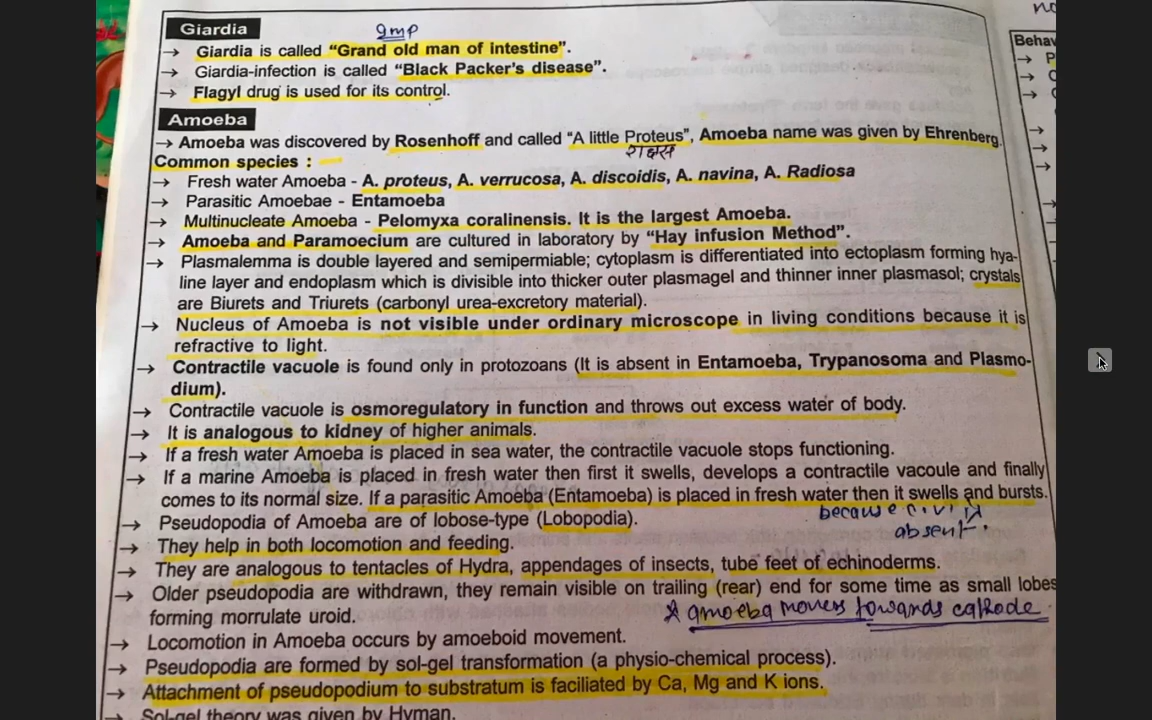 Giardia
Imp
→ Giardia is called “Grand old man of intestine”.
→ Giardia-infection is called “Black Packer's disease”.
→ Flagyl drug is used for its control.
Amoeba
→ Amoeba was discovered by Rosenhoff and called “A little Proteus”, Amoeba name was given by Ehrenberg.
Common species :
→ Fresh water Amoeba - A. proteus, A. verrucosa, A. discoidis, A. navina, A. Radiosa
→ Parasitic Amoebae - Entamoeba
→ Multinucleate Amoeba - Pelomyxa coralinensis. It is the largest Amoeba.
→ Amoeba and Paramoecium are cultured in laboratory by “Hay infusion Method”.
→ Plasmalemma is double layered and semipermiable; cytoplasm is differentiated into ectoplasm forming hya-
line layer and endoplasm which is divisible into thicker outer plasmagel and thinner inner plasmasol; crystals
are Biurets and Triurets (carbonyl urea-excretory material).
→ Nucleus of Amoeba is not visible under ordinary microscope in living conditions because it is
refractive to light.
→ Contractile vacuole is found only in protozoans (It is absent in Entamoeba, Trypanosoma and Plasmo-
dium).
→ Contractile vacuole is osmoregulatory in function and throws out excess water of body.
→ It is analogous to kidney of higher animals.
→ If a fresh water Amoeba is placed in sea water, the contractile vacuole stops functioning.
→ If a marine Amoeba is placed in fresh water then first it swells, develops a contractile vacoule and finally
comes to its normal size. If a parasitic Amoeba (Entamoeba) is placed in fresh water then it swells and bursts.
because c.v. is
absent.
→ Pseudopodia of Amoeba are of lobose-type (Lobopodia).
→ They help in both locomotion and feeding.
→ They are analogous to tentacles of Hydra, appendages of insects, tube feet of echinoderms.
→ Older pseudopodia are withdrawn, they remain visible on trailing (rear) end for some time as small lobes
forming morrulate uroid.
amoeba moves towards cathode.
→ Locomotion in Amoeba occurs by amoeboid movement.
→ Pseudopodia are formed by sol-gel transformation (a physio-chemical process).
→ Attachment of pseudopodium to substratum is faciliated by Ca, Mg and K ions.
→ Sol-gel theory was given by Hyman.
Behav